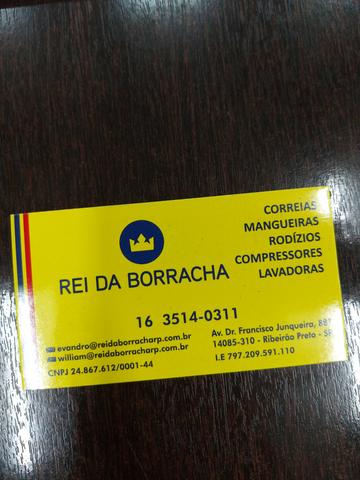 CORREIAS
MANGUEIRAS
RODÍZIOS
COMPRESSORES
LAVADORAS
REI DA BORRACHA
16 3514-0311
evandro@reidaborracharp.com.br
william@reidaborracharp.com.br
CNPJ 24.867.612/0001-44
Av. Dr. Francisco Junqueira,
14085-310 - Ribeirão Preto - SP
I.E 797.209.591.110